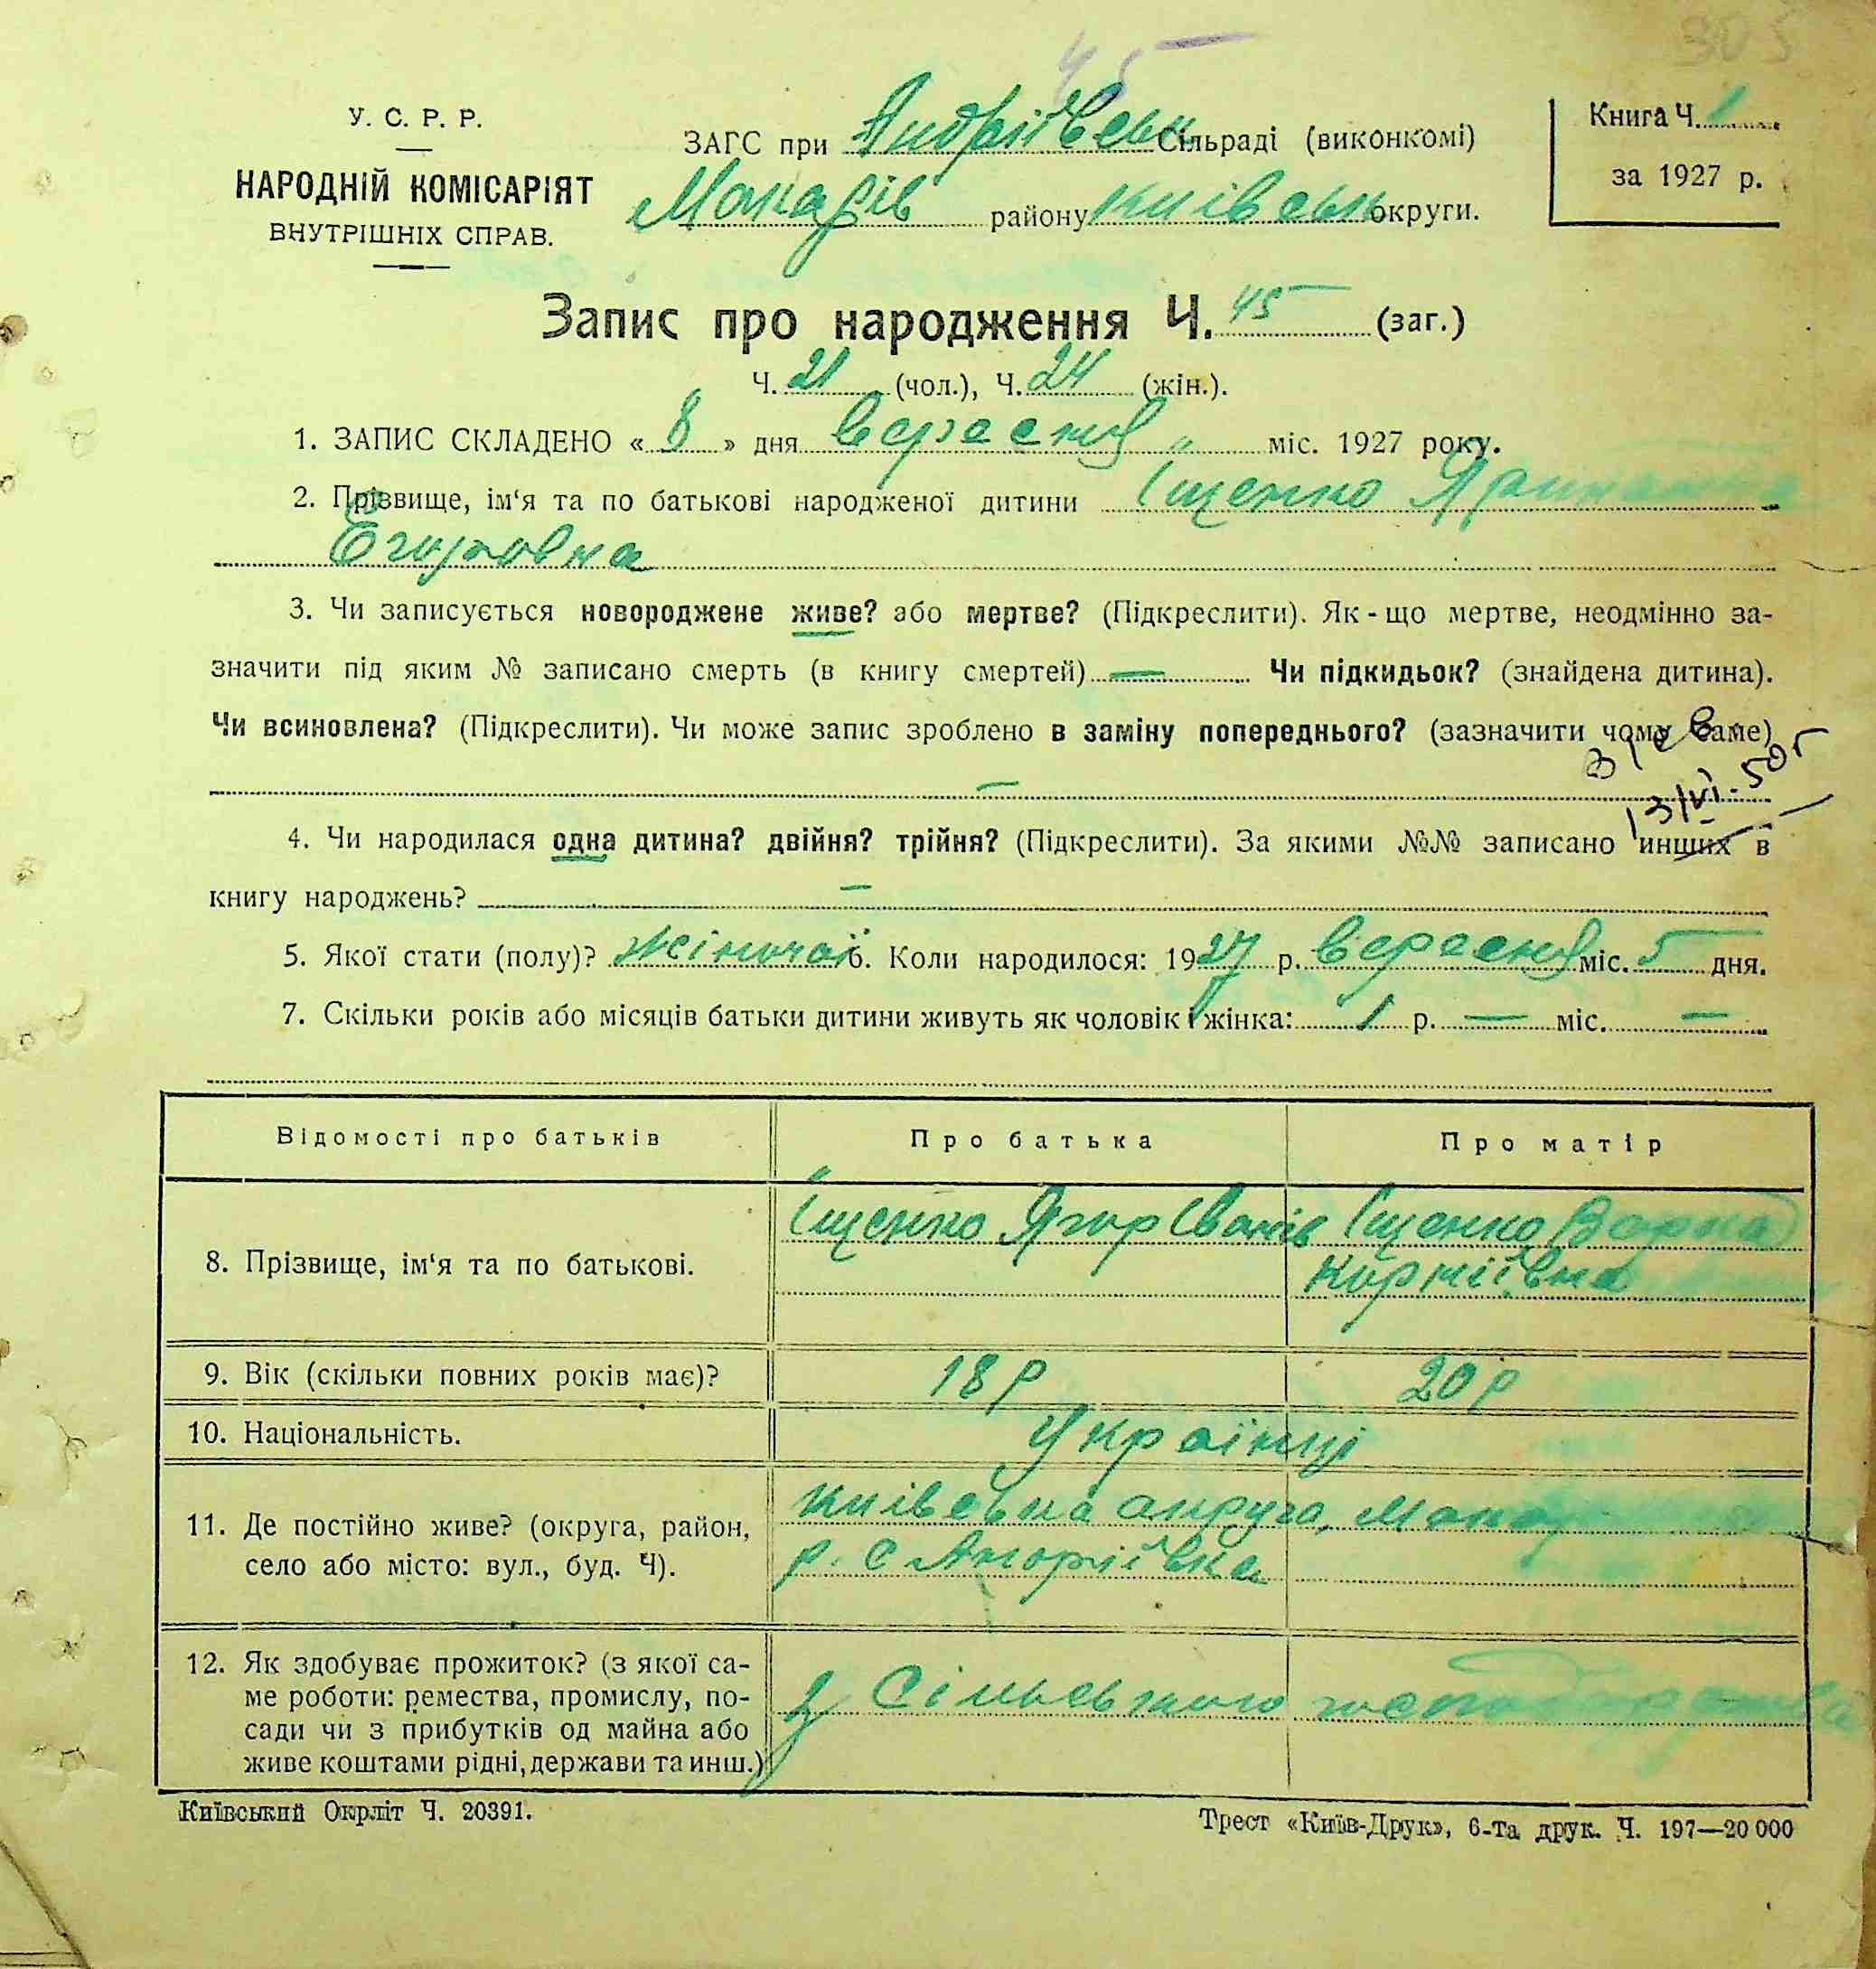 305
45
У. С. Р. Р.
НАРОДНІЙ КОМІСАРІЯТ
ВНУТРІШНІХ СПРАВ.
ЗАГС при Андріївськ Сільраді (виконкомі)
Макарів району Київськ округи.
Книга Ч. 1
за 1927 р.
Запис про народження Ч. 45 (заг.)
Ч. 21 (чол.), Ч. 24 (жін.).
1. ЗАПИС СКЛАДЕНО « 8 » дня вересня міс. 1927 року.
2. Прізвище, ім‘я та по батькові народженої дитини Іщенко
Єгоровна
3. Чи записується новороджене живе? або мертве? (Підкреслити). Як - що мертве, неодмінно за-
значити під яким № записано смерть (в книгу смертей) — Чи підкидьок? (знайдена дитина).
Чи всиновлена? (Підкреслити). Чи може запис зроблено в заміну попереднього? (зазначити чому саме)
—
13/VI-50
4. Чи народилася одна дитина? двійня? трійня? (Підкреслити). За якими №№ записано инших в
книгу народжень? —
5. Якої стати (полу)? жіночої 6. Коли народилося: 1927 р. вересня міс. 5 дня.
7. Скільки років або місяців батьки дитини живуть як чоловік і жінка: 1 р. — міс. —
Відомості про батьків Про батька Про матір
8. Прізвище, ім‘я та по батькові. Іщенко Ягор Іванів Іщенко
Корніївна
9. Вік (скільки повних років має)? 18 р 20 р
10. Національність. Українці
11. Де постійно живе? (округа, район,
село або місто: вул., буд. Ч).
Київська округа,
р. с Андріївка
12. Як здобуває прожиток? (з якої са-
ме роботи: ремества, промислу, по-
сади чи з прибутків од майна або
живе коштами рідні, держави та инш.)
З Сільського господарства
Київський Окрліт Ч. 20391.
Трест «Київ-Друк», 6-та друк. Ч. 197—20 000